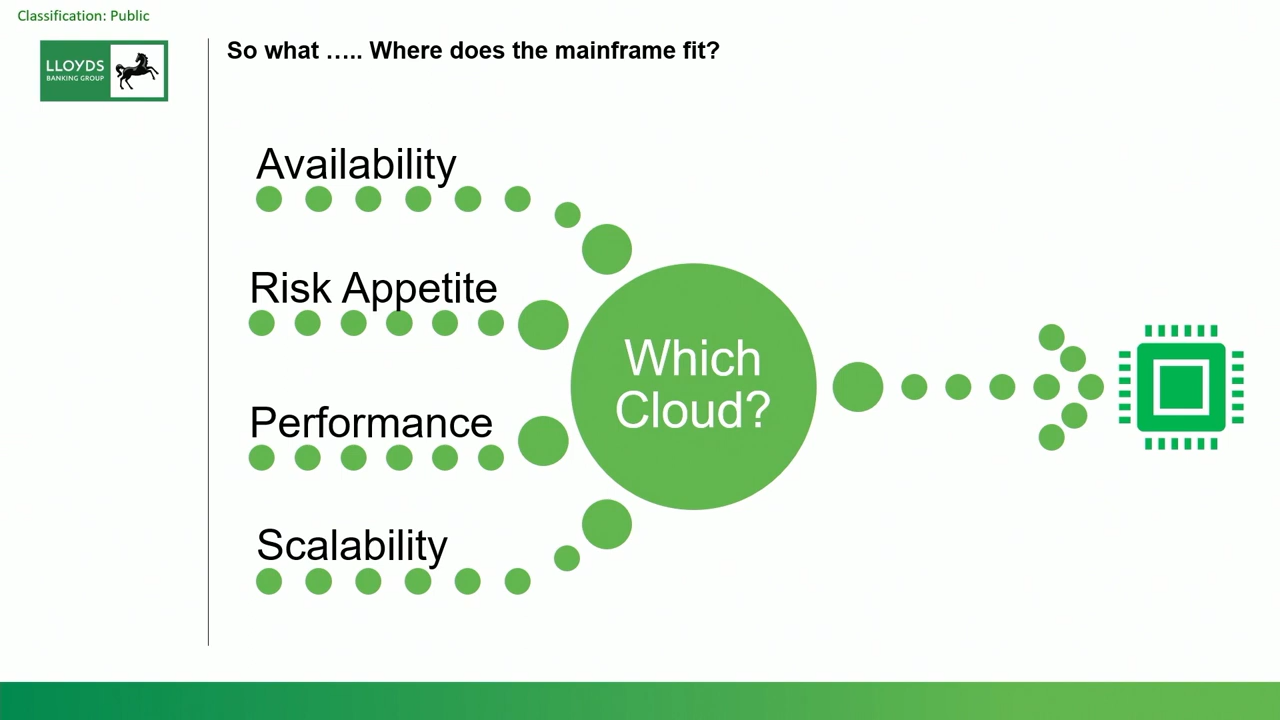 Classification: Public
LLOYDS
BANKING GROUP
So what ….. Where does the mainframe fit?
Availability
Risk Appetite
Performance
Scalability
Which
Cloud?